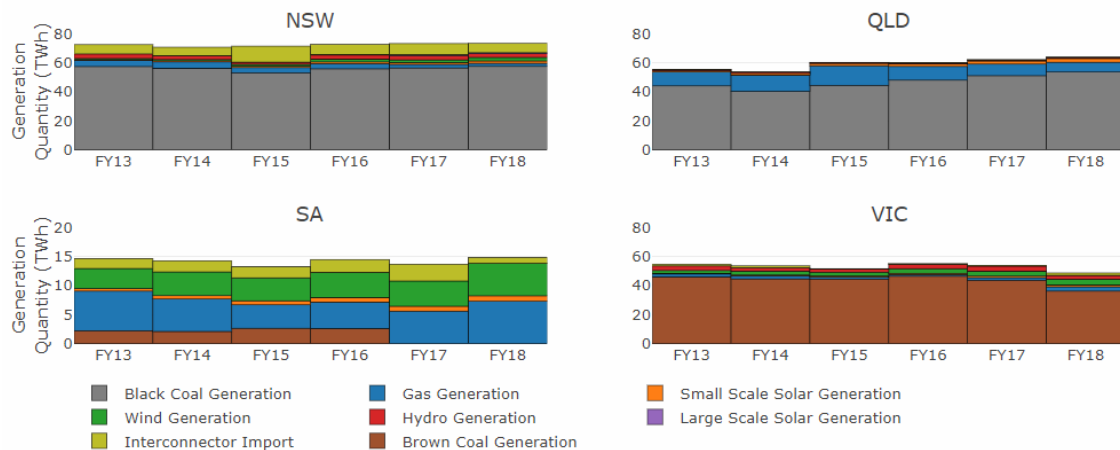 NSW
QLD
Generation
Quantity (TWh)
80
60
40
20
0
FY13 FY14 FY15 FY16 FY17 FY18
80
60
40
20
0
FY13 FY14 FY15 FY16 FY17 FY18
SA
VIC
Generation
Quantity (TWh)
20
15
10
5
0
FY13 FY14 FY15 FY16 FY17 FY18
80
60
40
20
0
FY13 FY14 FY15 FY16 FY17 FY18
Black Coal Generation
Gas Generation
Small Scale Solar Generation
Wind Generation
Hydro Generation
Large Scale Solar Generation
Interconnector Import
Brown Coal Generation